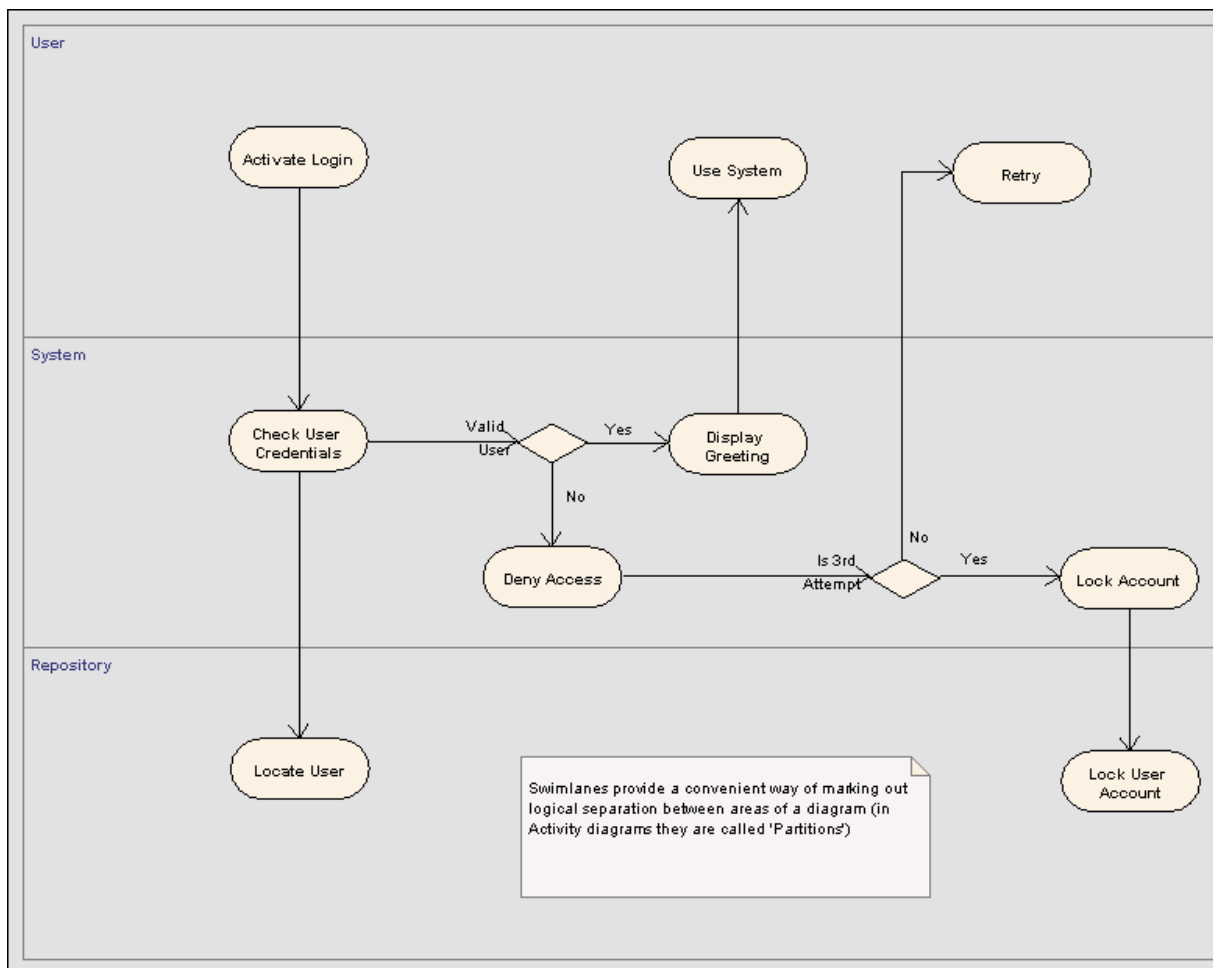 User
Activate Login
Use System
Retry
System
Check User
Credentials
Valid
User
Yes
Display
Greeting
No
Deny Access
Is 3rd
Attempt
No
Yes
Lock Account
Repository
Locate User
Swimlanes provide a convenient way of marking out
logical separation between areas of a diagram (in
Activity diagrams they are called 'Partitions')
Lock User
Account